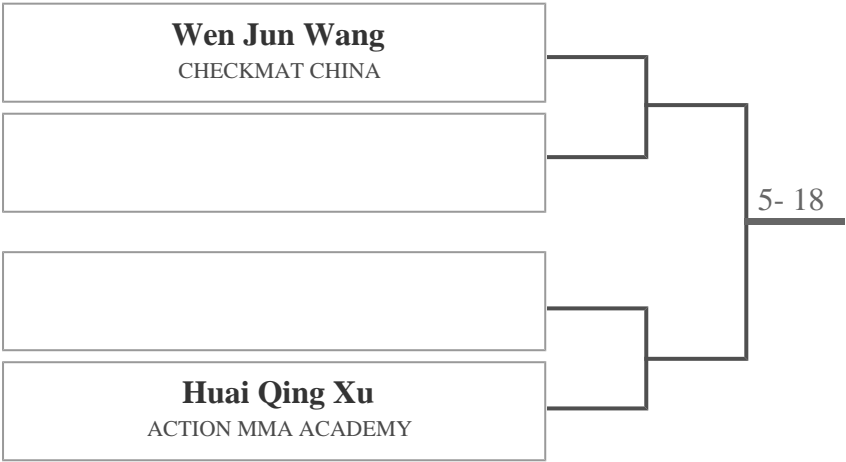 Wen Jun Wang
CHECKMAT CHINA
5- 18
Huai Qing Xu
ACTION MMA ACADEMY